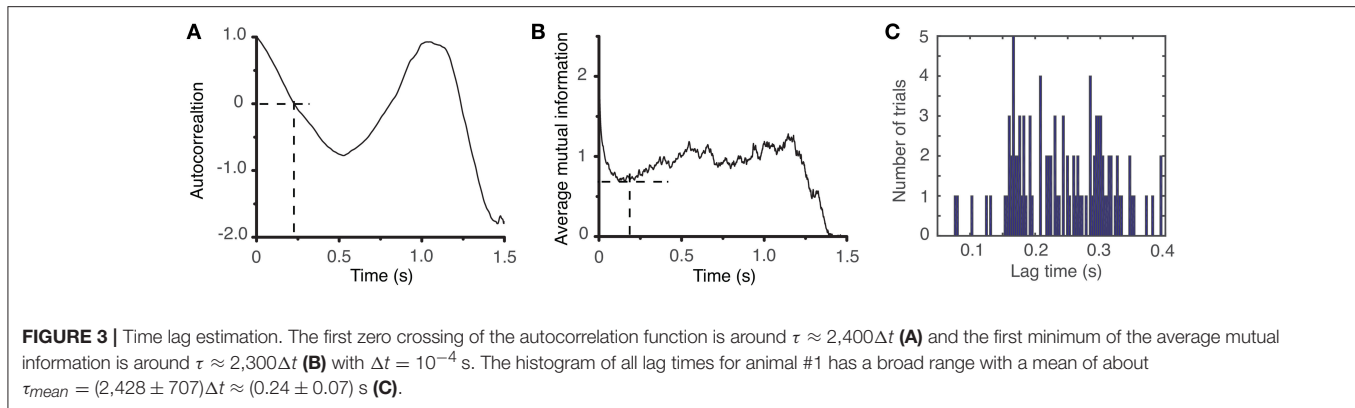 A
1.0
0
-1.0
-2.0
Autocorrealtion
0
0.5
1.0
1.5
Time (s)
B
2
1
0
Average mutual information
0
0.5
1.0
1.5
Time (s)
C
5
4
3
2
1
0
Number of trials
0.1
0.2
0.3
0.4
Lag time (s)
FIGURE 3 | Time lag estimation. The first zero crossing of the autocorrelation function is around τ ≈ 2,400Δt (A) and the first minimum of the average mutual
information is around τ ≈ 2,300Δt (B) with Δt = 10⁻⁴ s. The histogram of all lag times for animal #1 has a broad range with a mean of about
τmean = (2,428 ± 707)Δt ≈ (0.24 ± 0.07) s (C).